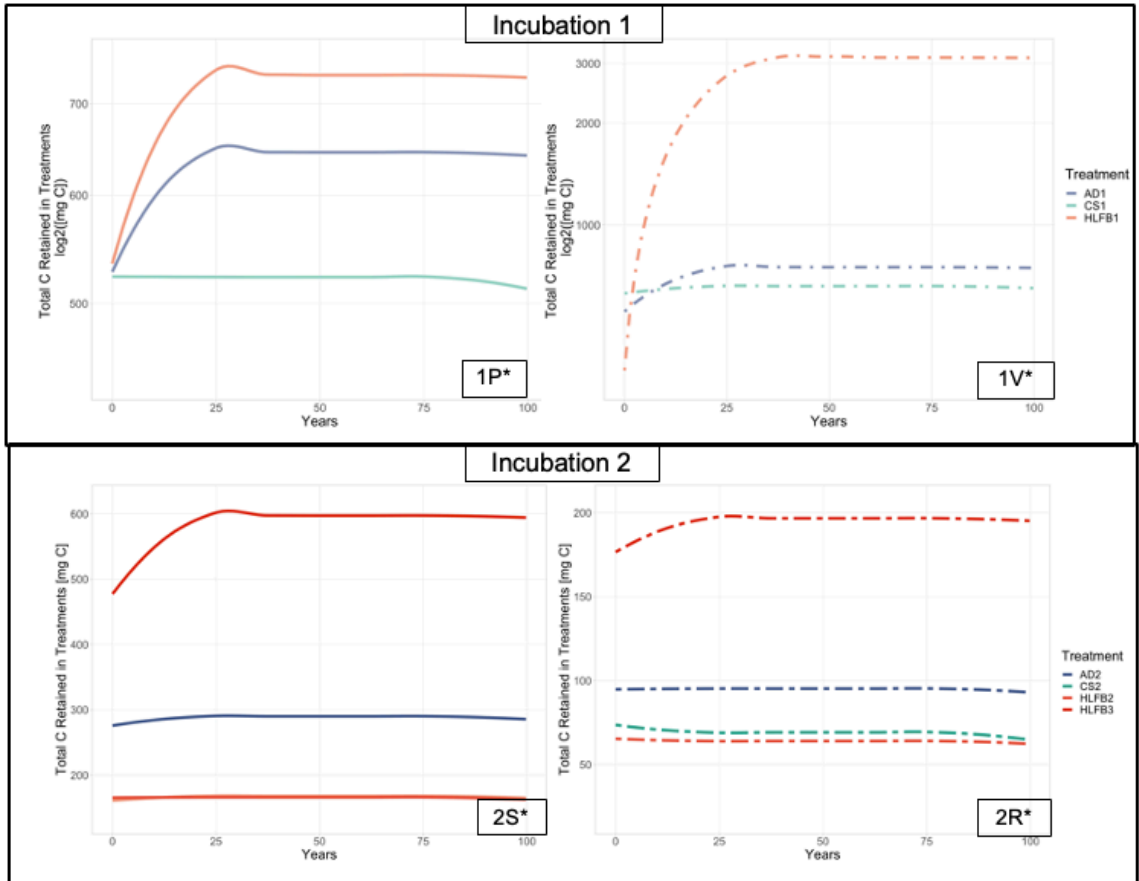 Incubation 1
Total C Retained in Treatments
log2([mg C])
700
600
500
0
25
50
75
100
Years
1P*
Total C Retained in Treatments
log2([mg C])
3000
2000
1000
0
25
50
75
100
Years
1V*
Treatment
AD1
CS1
HLFB1
Incubation 2
Total C Retained in Treatments [mg C]
600
500
400
300
200
0
25
50
75
100
Years
2S*
Total C Retained in Treatments [mg C]
200
150
100
50
0
25
50
75
100
Years
2R*
Treatment
AD2
CS2
HLFB2
HLFB3